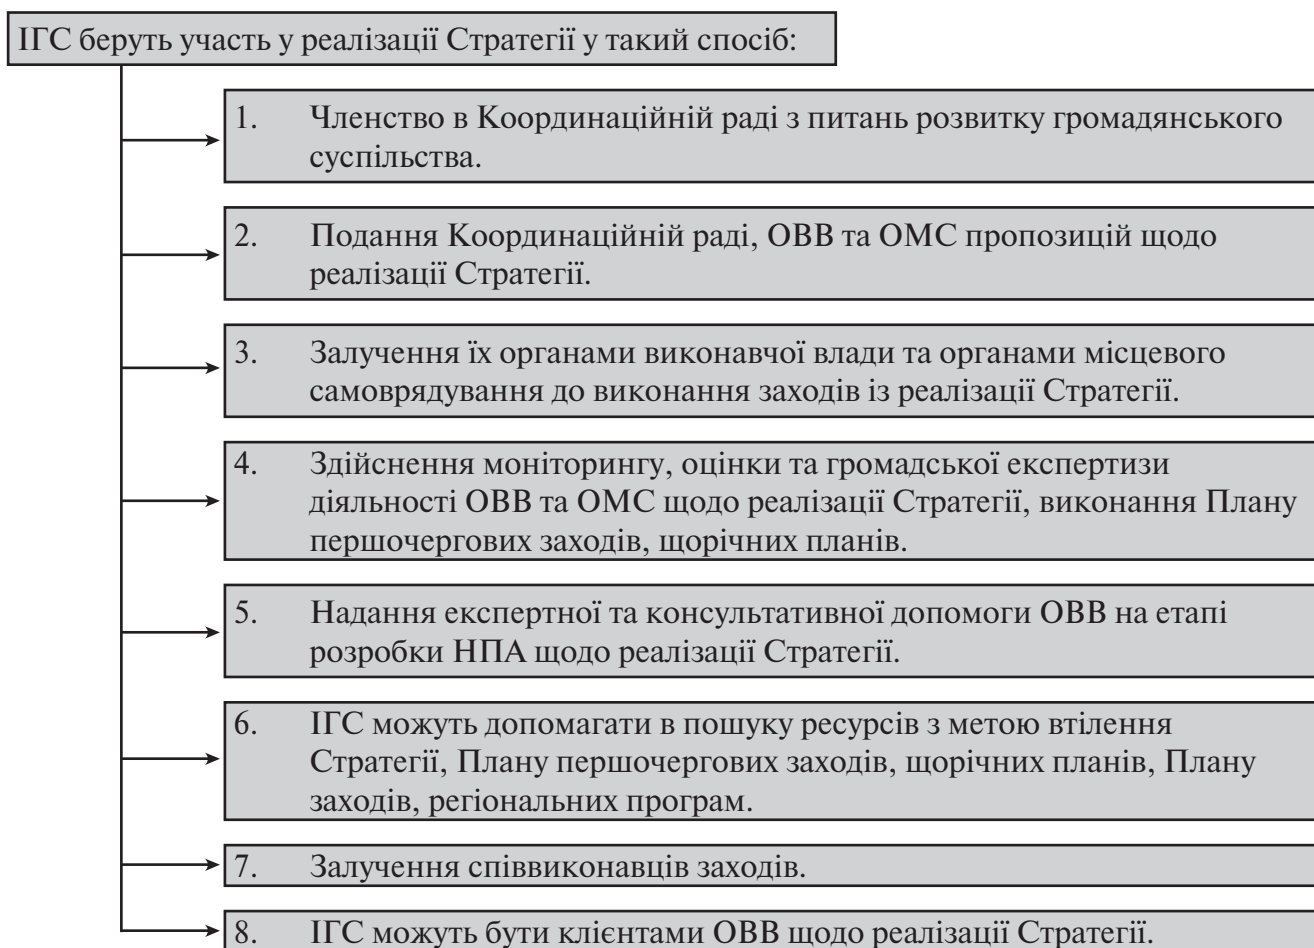 ІГС беруть участь у реалізації Стратегії у такий спосіб:
1. Членство в Координаційній раді з питань розвитку громадянського
суспільства.
2. Подання Координаційній раді, ОВВ та ОМС пропозицій щодо
реалізації Стратегії.
3. Залучення їх органами виконавчої влади та органами місцевого
самоврядування до виконання заходів із реалізації Стратегії.
4. Здійснення моніторингу, оцінки та громадської експертизи
діяльності ОВВ та ОМС щодо реалізації Стратегії, виконання Плану
першочергових заходів, щорічних планів.
5. Надання експертної та консультативної допомоги ОВВ на етапі
розробки НПА щодо реалізації Стратегії.
6. ІГС можуть допомагати в пошуку ресурсів з метою втілення
Стратегії, Плану першочергових заходів, щорічних планів, Плану
заходів, регіональних програм.
7. Залучення співвиконавців заходів.
8. ІГС можуть бути клієнтами ОВВ щодо реалізації Стратегії.